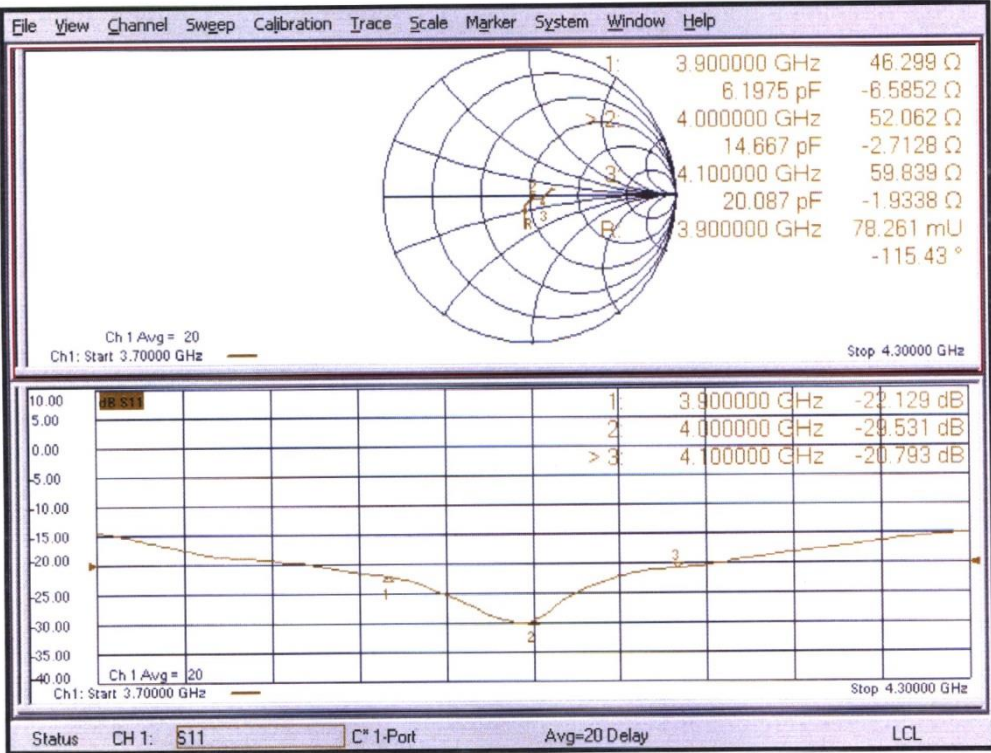 File View Channel Sweep Calibration Trace Scale Marker System Window Help
1: 3.900000 GHz 46.299 Ω
6.1975 pF -6.5852 Ω
> 2: 4.000000 GHz 52.062 Ω
14.667 pF -2.7128 Ω
3: 4.100000 GHz 59.839 Ω
20.087 pF -1.9338 Ω
R: 3.900000 GHz 78.261 mU
-115.43 °
R 3
Ch 1 Avg = 20
Ch1: Start 3.70000 GHz Stop 4.30000 GHz
10.00 dB S11
5.00
0.00
-5.00
-10.00
-15.00
-20.00
-25.00
-30.00
-35.00
-40.00
1: 3.900000 GHz -22.129 dB
2: 4.000000 GHz -29.531 dB
> 3: 4.100000 GHz -20.793 dB
1
2
3
Ch 1 Avg = 20
Ch1: Start 3.70000 GHz Stop 4.30000 GHz
Status CH 1: S11 C* 1-Port Avg=20 Delay LCL